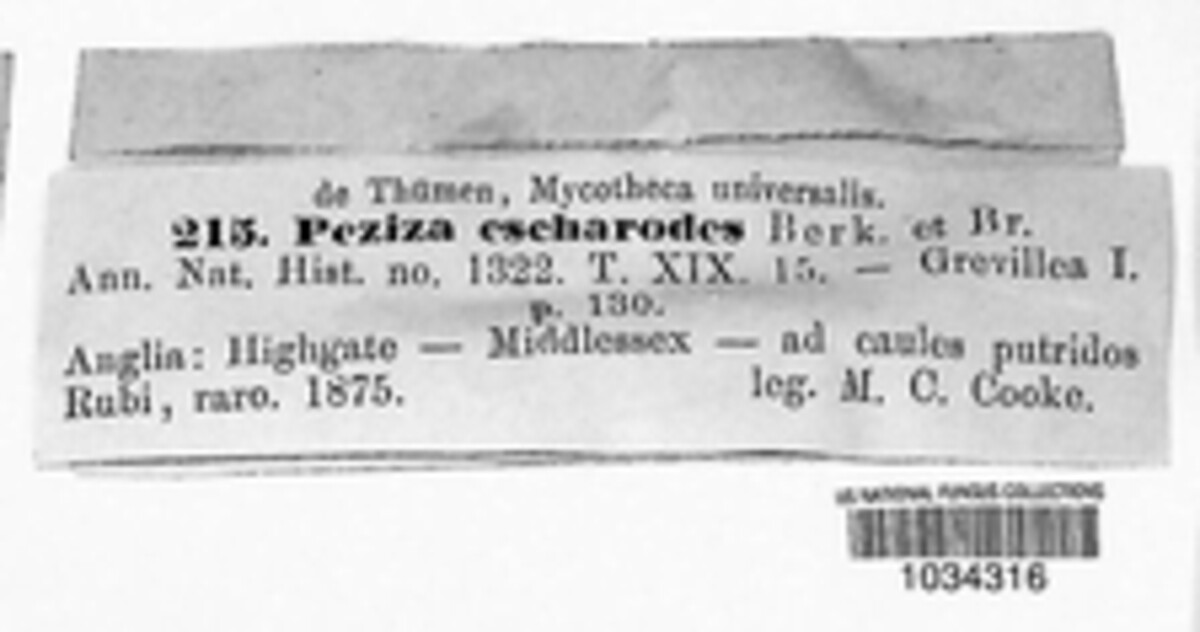 de Thümen, Mycotheca universalis.
215. Peziza escharodes Berk. et Br.
Ann. Nat. Hist. no. 1322. T. XIX. 15. — Grevillea I.
p. 130.
Anglia: Highgate — Middlessex — ad caules putridos
Rubi, raro. 1875. leg. M. C. Cooke.
US NATIONAL FUNGUS COLLECTIONS
1034316